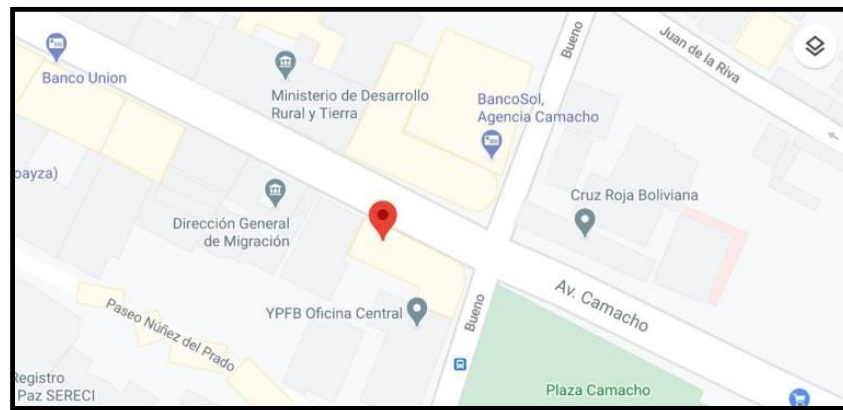 Bueno
Juan de la Riva
Banco Union
Ministerio de Desarrollo
Rural y Tierra
BancoSol,
Agencia Camacho
oayza)
Dirección General
de Migración
Cruz Roja Boliviana
Av. Camacho
YPFB Oficina Central
Bueno
Paseo Núñez del Prado
Registro
Paz SERECI
Plaza Camacho